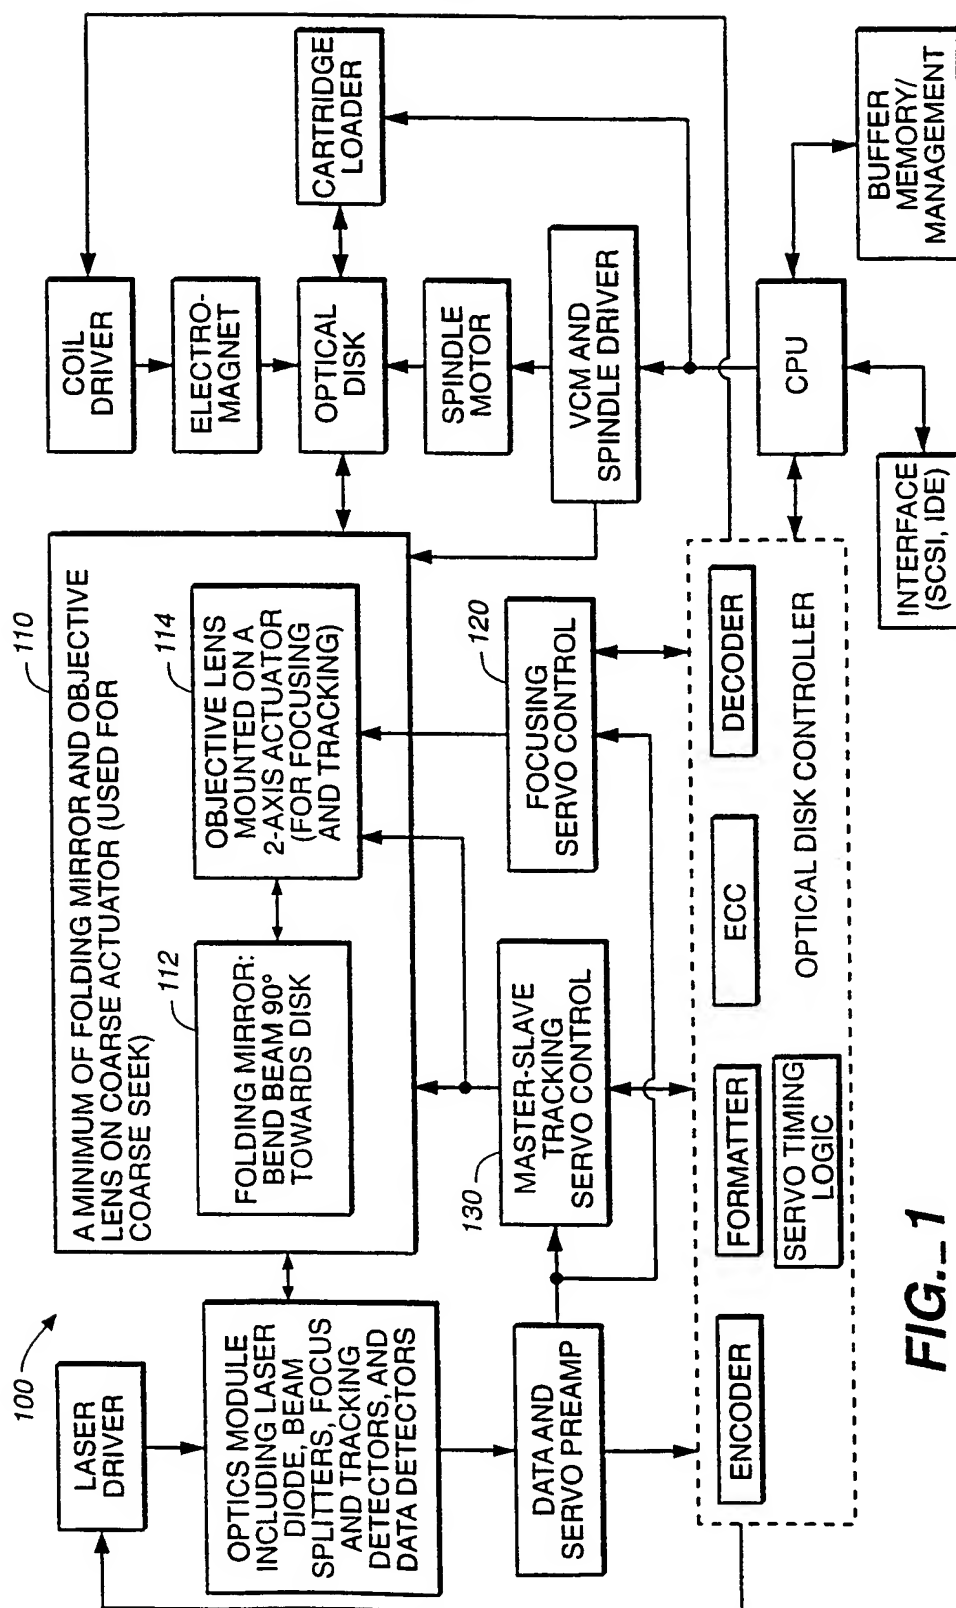 100
LASER
DRIVER
OPTICS MODULE
INCLUDING LASER
DIODE, BEAM
SPLITTERS, FOCUS
AND TRACKING
DETECTORS, AND
DATA DETECTORS
110
A MINIMUM OF FOLDING MIRROR AND OBJECTIVE
LENS ON COARSE ACTUATOR (USED FOR
COARSE SEEK)
112
FOLDING MIRROR:
BEND BEAM 90°
TOWARDS DISK
114
OBJECTIVE LENS
MOUNTED ON A
2-AXIS ACTUATOR
(FOR FOCUSING
AND TRACKING)
COIL
DRIVER
ELECTRO-
MAGNET
OPTICAL
DISK
CARTRIDGE
LOADER
SPINDLE
MOTOR
VCM AND
SPINDLE DRIVER
DATA AND
SERVO PREAMP
130
MASTER-SLAVE
TRACKING
SERVO CONTROL
120
FOCUSING
SERVO CONTROL
ENCODER
FORMATTER
SERVO TIMING
LOGIC
ECC
DECODER
OPTICAL DISK CONTROLLER
CPU
INTERFACE
(SCSI, IDE)
BUFFER
MEMORY/
MANAGEMENT
FIG._1